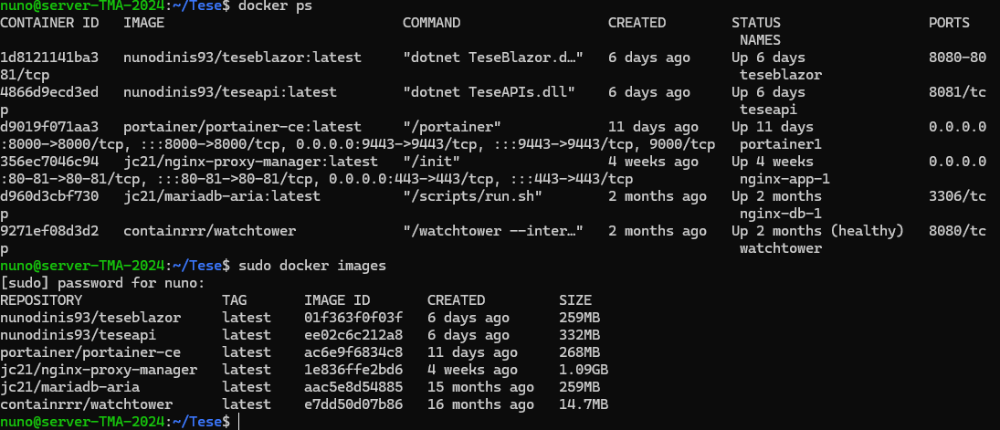 nuno@server-TMA-2024:~/Tese$ docker ps
CONTAINER ID   IMAGE                             COMMAND                  CREATED        STATUS                  PORTS
                                                                                          NAMES
1d8121141ba3   nunodinis93/teseblazor:latest     "dotnet TeseBlazor.d…"   6 days ago     Up 6 days               8080-80
81/tcp                                                                                    teseblazor
4866d9ecd3ed   nunodinis93/teseapi:latest        "dotnet TeseAPIs.dll"    6 days ago     Up 6 days               8081/tc
p                                                                                         teseapi
d9019f071aa3   portainer/portainer-ce:latest     "/portainer"             11 days ago    Up 11 days              0.0.0.0
:8000->8000/tcp, :::8000->8000/tcp, 0.0.0.0:9443->9443/tcp, :::9443->9443/tcp, 9000/tcp   portainer1
356ec7046c94   jc21/nginx-proxy-manager:latest   "/init"                  4 weeks ago    Up 4 weeks              0.0.0.0
:80-81->80-81/tcp, :::80-81->80-81/tcp, 0.0.0.0:443->443/tcp, :::443->443/tcp             nginx-app-1
d960d3cbf730   jc21/mariadb-aria:latest          "/scripts/run.sh"        2 months ago   Up 2 months             3306/tc
p                                                                                         nginx-db-1
9271ef08d3d2   containrrr/watchtower             "/watchtower --inter…"   2 months ago   Up 2 months (healthy)   8080/tc
p                                                                                         watchtower
nuno@server-TMA-2024:~/Tese$ sudo docker images
[sudo] password for nuno:
REPOSITORY                 TAG       IMAGE ID       CREATED         SIZE
nunodinis93/teseblazor     latest    01f363f0f03f   6 days ago      259MB
nunodinis93/teseapi        latest    ee02c6c212a8   6 days ago      332MB
portainer/portainer-ce     latest    ac6e9f6834c8   11 days ago     268MB
jc21/nginx-proxy-manager   latest    1e836ffe2bd6   4 weeks ago     1.09GB
jc21/mariadb-aria          latest    aac5e8d54885   15 months ago   259MB
containrrr/watchtower      latest    e7dd50d07b86   16 months ago   14.7MB
nuno@server-TMA-2024:~/Tese$